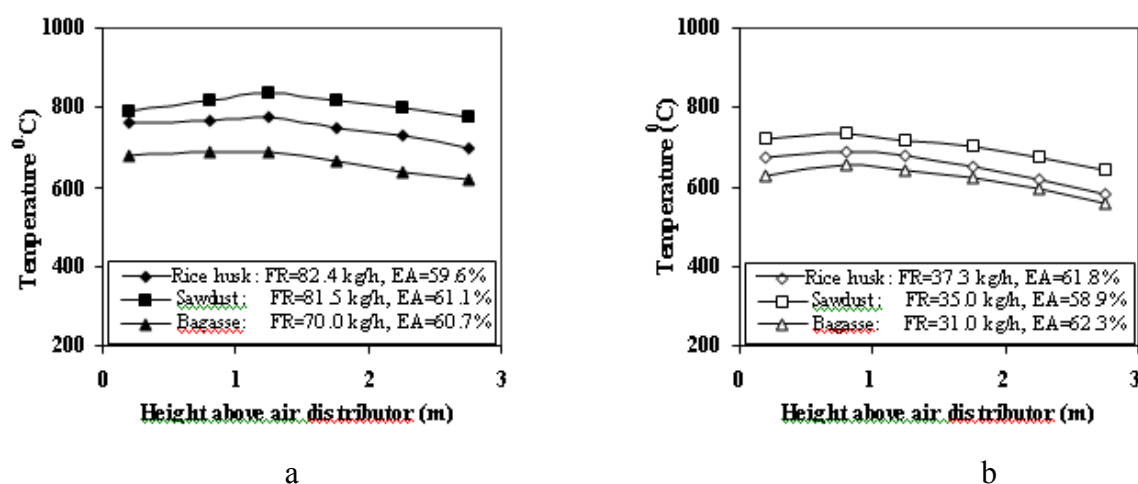 1000
800
600
400
200
Temperature ⁰C)
Rice husk : FR=82.4 kg/h, EA=59.6%
Sawdust : FR=81.5 kg/h, EA=61.1%
Bagasse: FR=70.0 kg/h, EA=60.7%
0 1 2 3
Height above air distributor (m)
a
1000
800
600
400
200
Temperature (⁰C)
Rice husk : FR=37.3 kg/h, EA=61.8%
Sawdust : FR=35.0 kg/h, EA=58.9%
Bagasse: FR=31.0 kg/h, EA=62.3%
0 1 2 3
Height above air distributor (m)
b